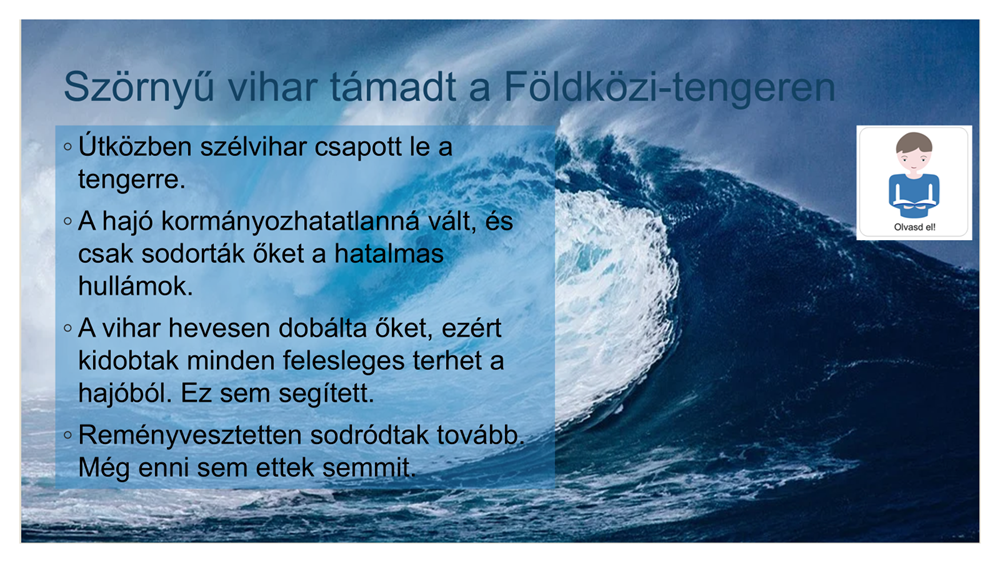 Szörnyű vihar támadt a Földközi-tengeren
◦ Útközben szélvihar csapott le a
tengerre.
◦ A hajó kormányozhatatlanná vált, és
csak sodorták őket a hatalmas
hullámok.
◦ A vihar hevesen dobálta őket, ezért
kidobtak minden felesleges terhet a
hajóból. Ez sem segített.
◦ Reményvesztetten sodródtak tovább.
Még enni sem ettek semmit.
Olvasd el!